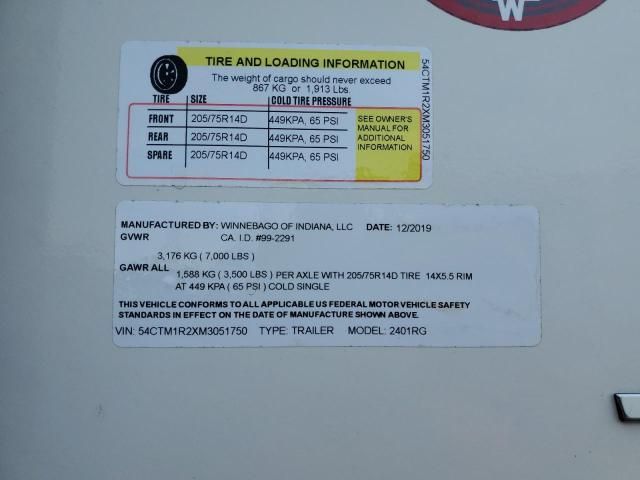 W
TIRE AND LOADING INFORMATION
The weight of cargo should never exceed
867 KG or 1,913 Lbs.
TIRE SIZE COLD TIRE PRESSURE
FRONT 205/75R14D 449KPA, 65 PSI
REAR 205/75R14D 449KPA, 65 PSI
SPARE 205/75R14D 449KPA, 65 PSI
SEE OWNER'S
MANUAL FOR
ADDITIONAL
INFORMATION
54CTM1R2XM3051750
MANUFACTURED BY: WINNEBAGO OF INDIANA, LLC DATE: 12/2019
GVWR CA. I.D. #99-2291
3,176 KG ( 7,000 LBS )
GAWR ALL
1,588 KG ( 3,500 LBS ) PER AXLE WITH 205/75R14D TIRE 14X5.5 RIM
AT 449 KPA ( 65 PSI ) COLD SINGLE
THIS VEHICLE CONFORMS TO ALL APPLICABLE US FEDERAL MOTOR VEHICLE SAFETY
STANDARDS IN EFFECT ON THE DATE OF MANUFACTURE SHOWN ABOVE.
VIN: 54CTM1R2XM3051750 TYPE: TRAILER MODEL: 2401RG